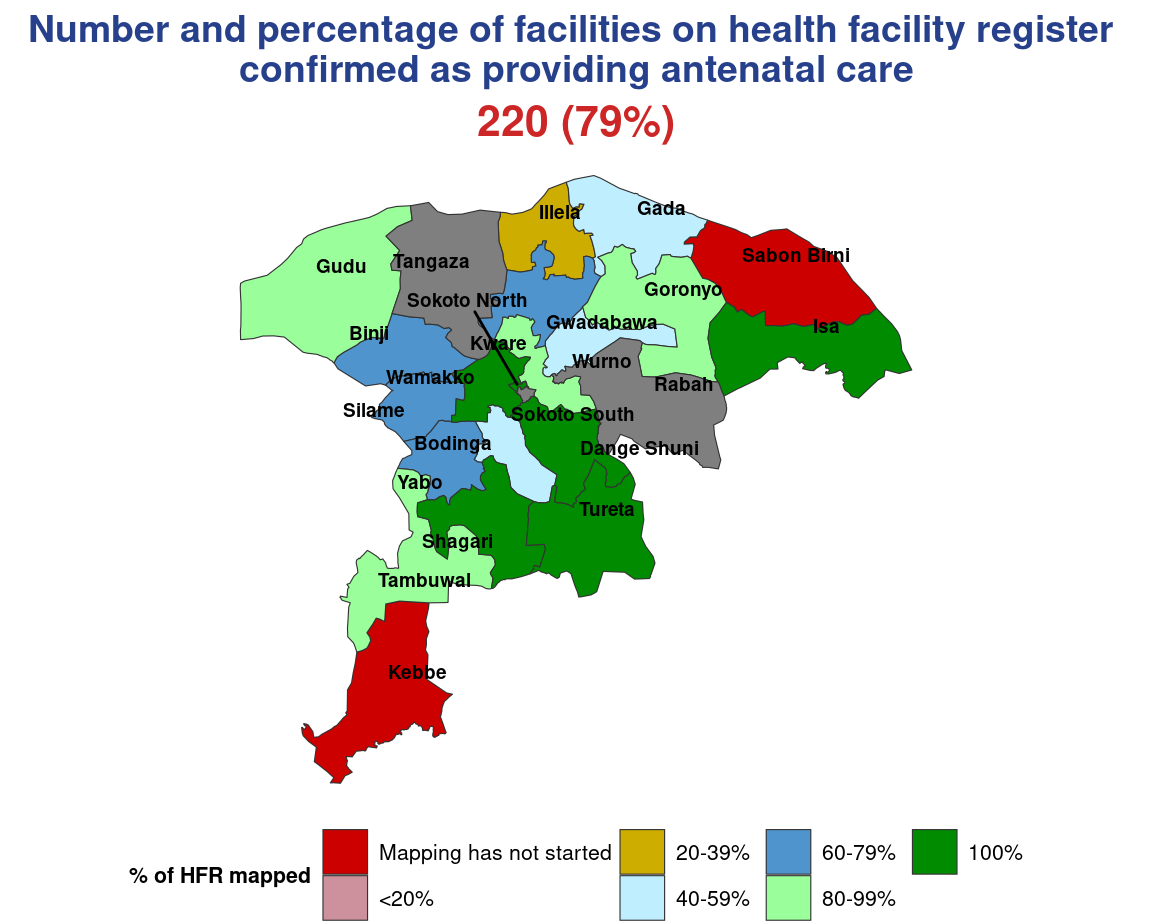 Number and percentage of facilities on health facility register
confirmed as providing antenatal care
220 (79%)
Illela
Gada
Sabon Birni
Gudu
Tangaza
Goronyo
Sokoto North
Gwadabawa
Isa
Binji
Kware
Wurno
Wamakko
Rabah
Silame
Sokoto South
Bodinga
Dange Shuni
Yabo
Tureta
Shagari
Tambuwal
Kebbe
% of HFR mapped
Mapping has not started
<20%
20-39%
40-59%
60-79%
80-99%
100%